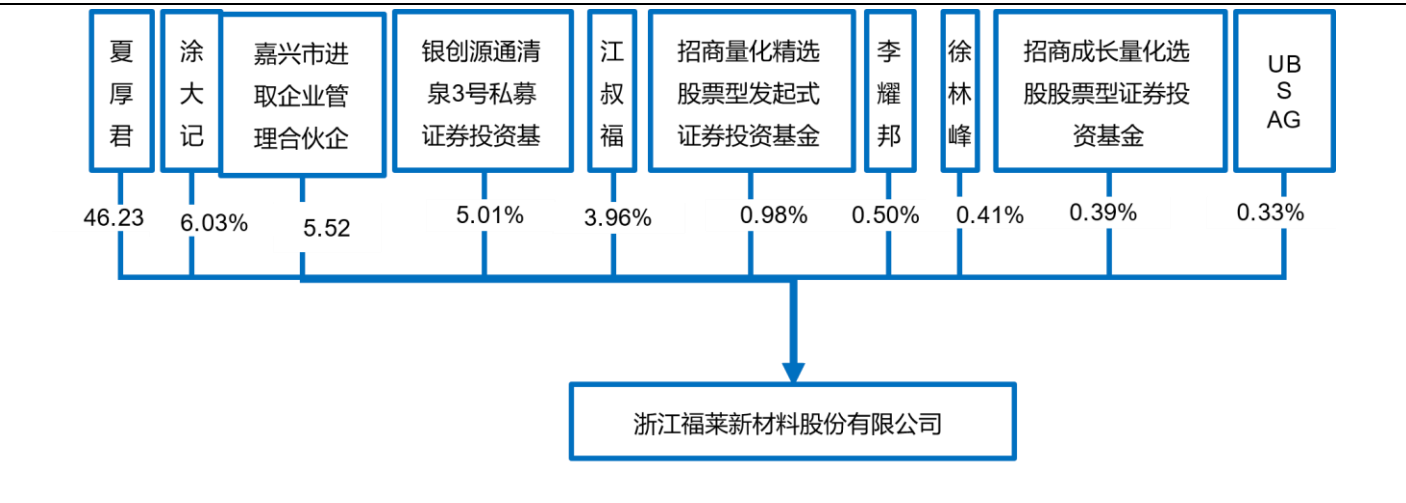 夏
厚
君
涂
大
记
嘉兴市进
取企业管
理合伙企
银创源通清
泉3号私募
证券投资基
江
叔
福
招商量化精选
股票型发起式
证券投资基金
李
耀
邦
徐
林
峰
招商成长量化选
股股票型证券投
资基金
UB
S
AG
46.23
6.03%
5.52
5.01%
3.96%
0.98%
0.50%
0.41%
0.39%
0.33%
浙江福莱新材料股份有限公司